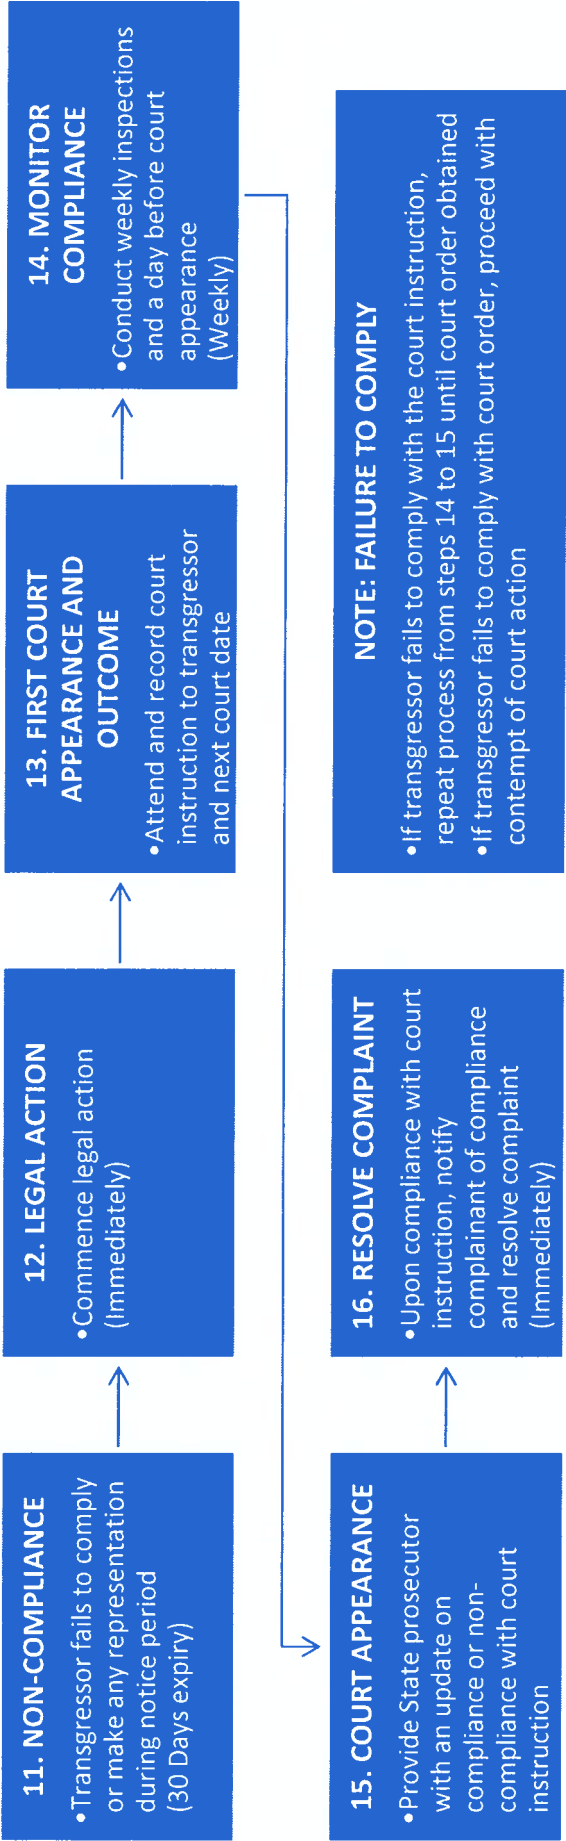 11. NON-COMPLIANCE
•Transgressor fails to comply
or make any representation
during notice period
(30 Days expiry)
12. LEGAL ACTION
•Commence legal action
(Immediately)
13. FIRST COURT
APPEARANCE AND
OUTCOME
•Attend and record court
instruction to transgressor
and next court date
14. MONITOR
COMPLIANCE
•Conduct weekly inspections
and a day before court
appearance
(Weekly)
15. COURT APPEARANCE
•Provide State prosecutor
with an update on
compliance or non-
compliance with court
instruction
16. RESOLVE COMPLAINT
•Upon compliance with court
instruction, notify
complainant of compliance
and resolve complaint
(Immediately)
NOTE: FAILURE TO COMPLY
•If transgressor fails to comply with the court instruction,
repeat process from steps 14 to 15 until court order obtained
•If transgressor fails to comply with court order, proceed with
contempt of court action